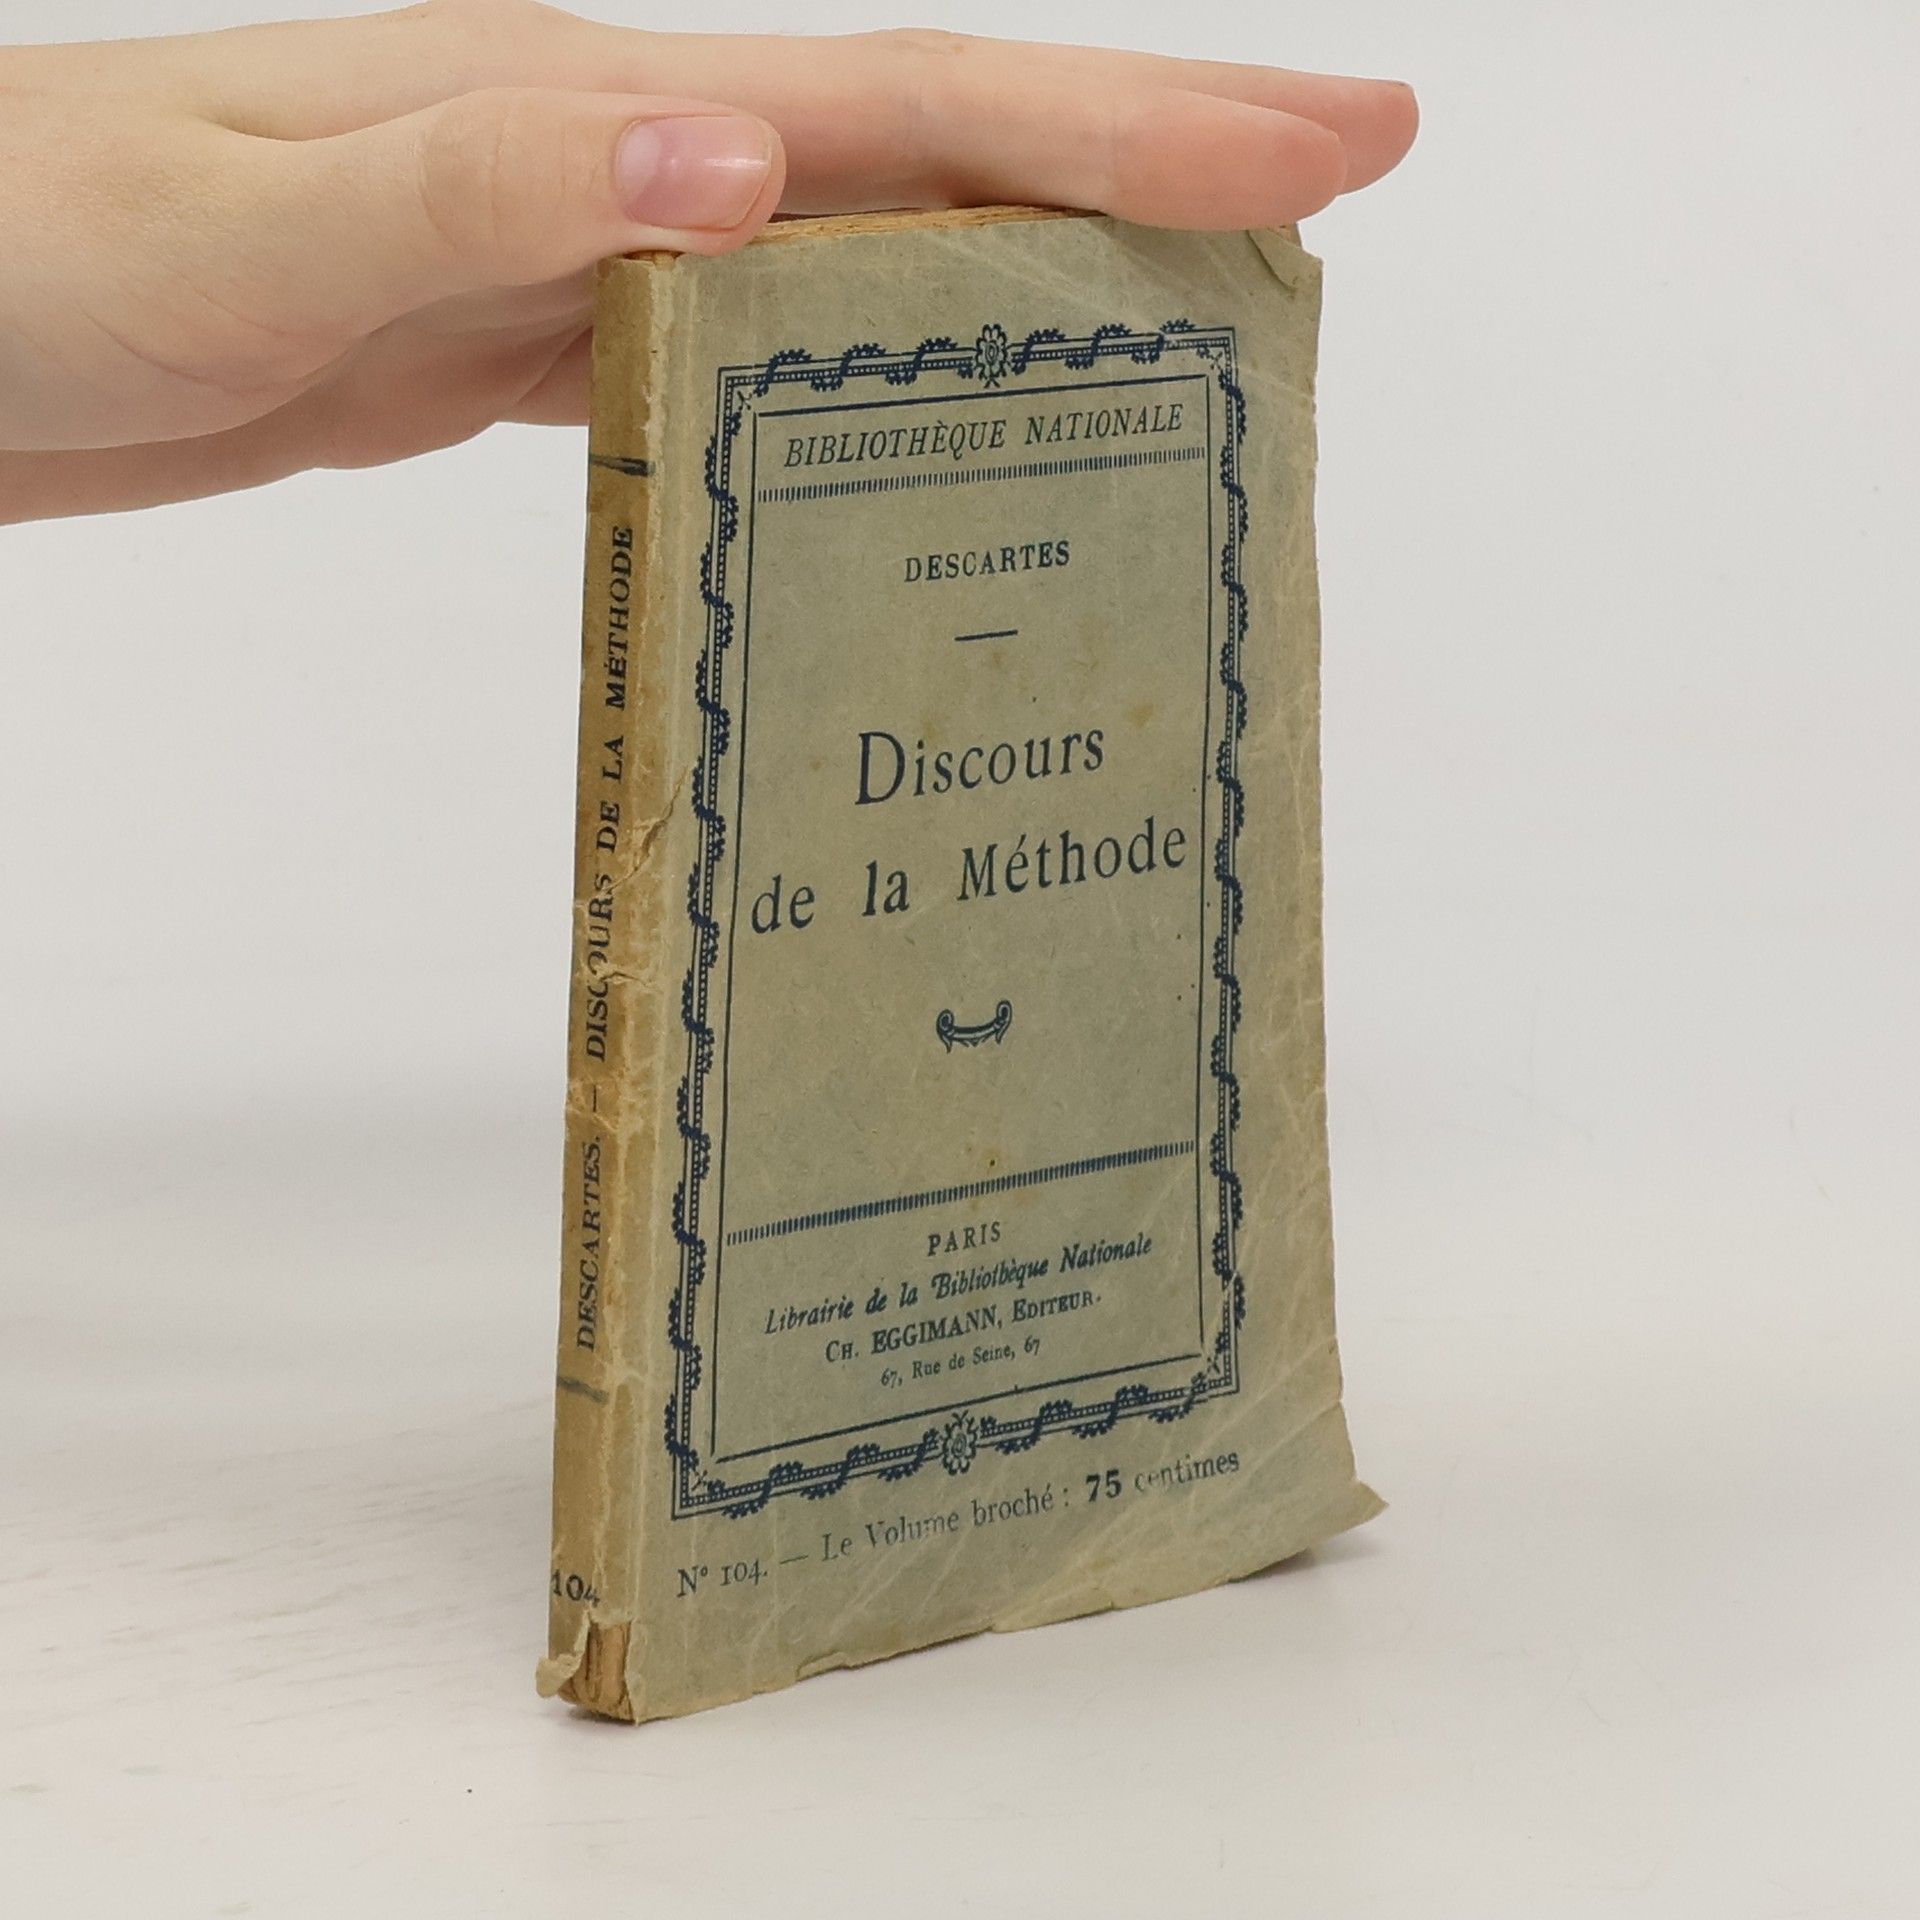 BIBLIOTHÈQUE NATIONALE
DESCARTES
Discours
de la Méthode
PARIS
Librairie de la Bibliothèque Nationale
CH. EGGIMANN, EDITEUR.
67, Rue de Seine, 67
N° 104. — Le Volume broché : 75 centimes
DESCARTES. — DISCOURS DE LA MÉTHODE
104